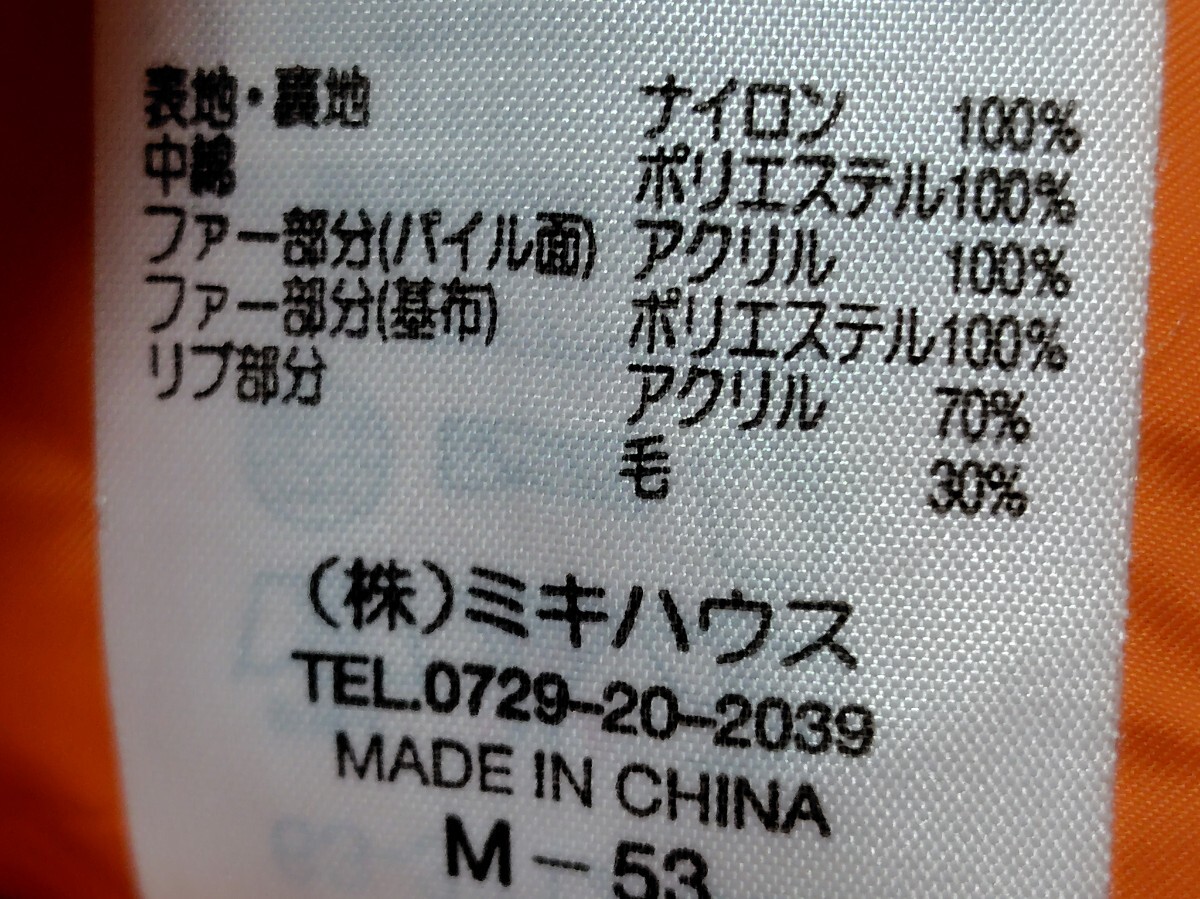 表地・裏地 ナイロン 100%
中綿 ポリエステル100%
ファー部分(パイル面) アクリル 100%
ファー部分(基布) ポリエステル100%
リブ部分 アクリル 70%
毛 30%
(株)ミキハウス
TEL.0729-20-2039
MADE IN CHINA
M-53